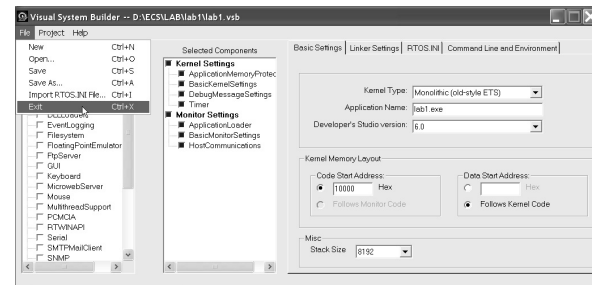 Visual System Builder -- D:\ECS\LAB\lab1\lab1.vsb
File Project Help
New Ctrl+N
Open... Ctrl+O
Save Ctrl+S
Save As... Ctrl+A
Import RTOS.INI File... Ctrl+I
Exit Ctrl+X
EventLogging
Filesystem
FloatingPointEmulator
FtpServer
GUI
Keyboard
MicrowebServer
Mouse
MultithreadSupport
PCMCIA
RTWINAPI
Serial
SMTPMailClient
SNMP
Selected Components
Kernel Settings
ApplicationMemoryProtec
BasicKernelSettings
DebugMessageSettings
Timer
Monitor Settings
ApplicationLoader
BasicMonitorSettings
HostCommunications
Basic Settings Linker Settings RTOS.INI Command Line and Environment
Kernel Type: Monolithic (old-style ETS)
Application Name: lab1.exe
Developer's Studio version: 6.0
Kernel Memory Layout
Code Start Address:
10000 Hex
Follows Monitor Code
Data Start Address:
Hex
Follows Kernel Code
Misc
Stack Size 8192